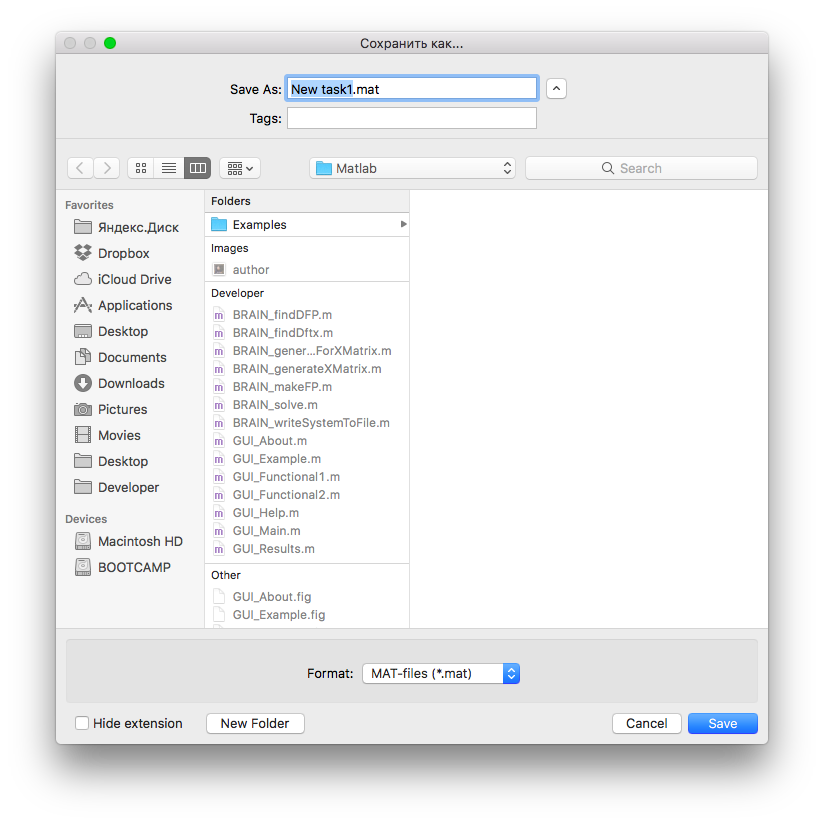 Сохранить как...
Save As: New task1.mat
Tags:
Matlab
Search
Favorites
Яндекс.Диск
Dropbox
iCloud Drive
Applications
Desktop
Documents
Downloads
Pictures
Movies
Desktop
Developer
Devices
Macintosh HD
BOOTCAMP
Folders
Examples
Images
author
Developer
BRAIN_findDFP.m
BRAIN_findDftx.m
BRAIN_gener...ForXMatrix.m
BRAIN_generateXMatrix.m
BRAIN_makeFP.m
BRAIN_solve.m
BRAIN_writeSystemToFile.m
GUI_About.m
GUI_Example.m
GUI_Functional1.m
GUI_Functional2.m
GUI_Help.m
GUI_Main.m
GUI_Results.m
Other
GUI_About.fig
GUI_Example.fig
Format: MAT-files (*.mat)
Hide extension
New Folder
Cancel
Save